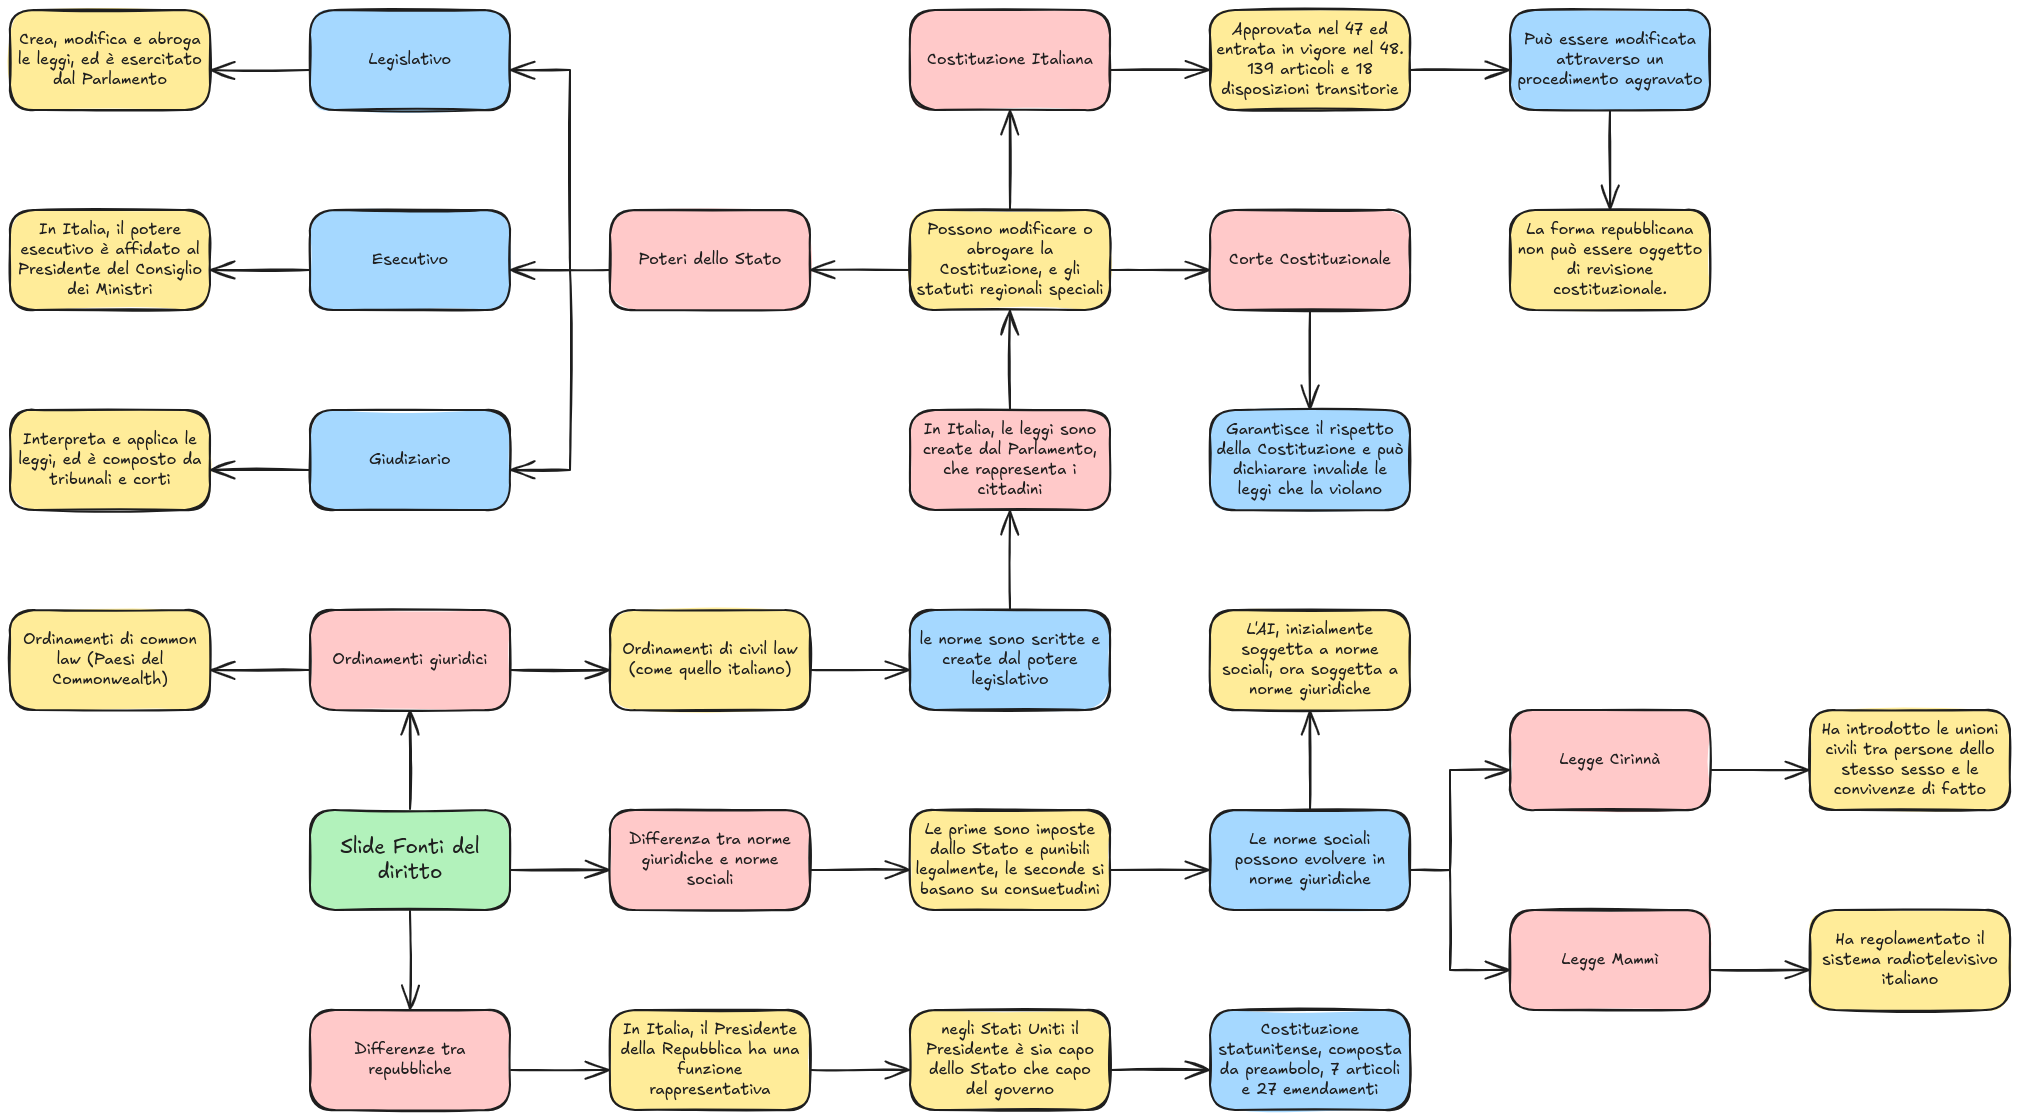 Crea, modifica e abroga
le leggi, ed è esercitato
dal Parlamento
Legislativo
Costituzione Italiana
Approvata nel 47 ed
entrata in vigore nel 48.
139 articoli e 18
disposizioni transitorie
Può essere modificata
attraverso un
procedimento aggravato
In Italia, il potere
esecutivo è affidato al
Presidente del Consiglio
dei Ministri
Esecutivo
Poteri dello Stato
Possono modificare o
abrogare la
Costituzione, e gli
statuti regionali speciali
Corte Costituzionale
La forma repubblicana
non può essere oggetto
di revisione
costituzionale.
Interpreta e applica le
leggi, ed è composto da
tribunali e corti
Giudiziario
In Italia, le leggi sono
create dal Parlamento,
che rappresenta i
cittadini
Garantisce il rispetto
della Costituzione e può
dichiarare invalide le
leggi che la violano
Ordinamenti di common
law (Paesi del
Commonwealth)
Ordinamenti giuridici
Ordinamenti di civil law
(come quello italiano)
le norme sono scritte e
create dal potere
legislativo
L'AI, inizialmente
soggetta a norme
sociali, ora soggetta a
norme giuridiche
Legge Cirinnà
Ha introdotto le unioni
civili tra persone dello
stesso sesso e le
convivenze di fatto
Slide Fonti del
diritto
Differenza tra norme
giuridiche e norme
sociali
Le prime sono imposte
dallo Stato e punibili
legalmente, le seconde si
basano su consuetudini
Le norme sociali
possono evolvere in
norme giuridiche
Legge Mammì
Ha regolamentato il
sistema radiotelevisivo
italiano
Differenze tra
repubbliche
In Italia, il Presidente
della Repubblica ha una
funzione
rappresentativa
negli Stati Uniti il
Presidente è sia capo
dello Stato che capo
del governo
Costituzione
statunitense, composta
da preambolo, 7 articoli
e 27 emendamenti